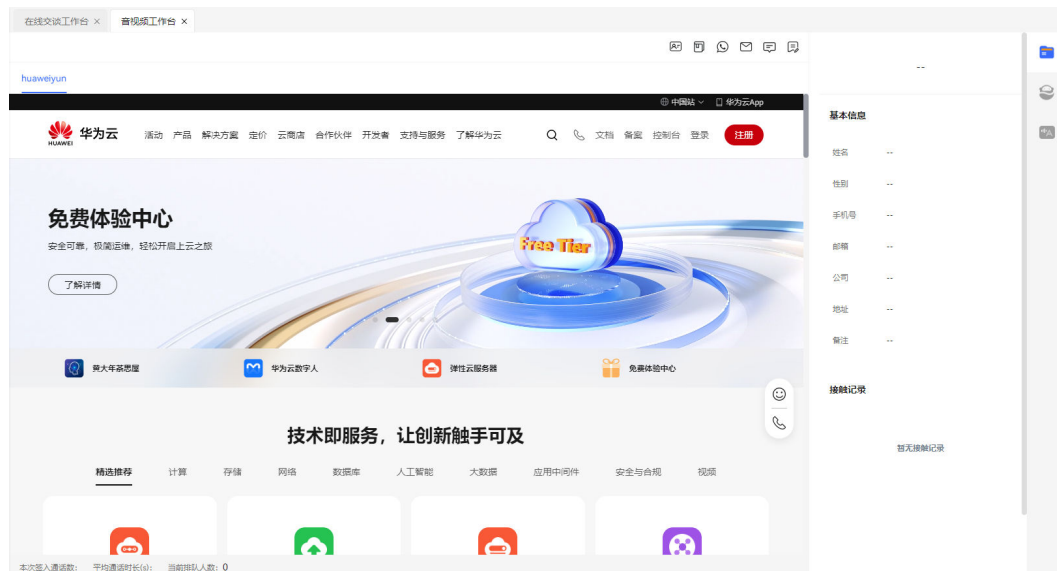 在线交谈工作台 × 音视频工作台 ×
huaweiyun
中国站 华为云App
HUAWEI 华为云 活动 产品 解决方案 定价 云商店 合作伙伴 开发者 支持与服务 了解华为云 文档 备案 控制台 登录 注册
免费体验中心
安全可靠，极简运维，轻松开启上云之旅
了解详情
Free Tier
黄大年茶思屋 华为云数字人 弹性云服务器 免费体验中心
技术即服务，让创新触手可及
精选推荐 计算 存储 网络 数据库 人工智能 大数据 应用中间件 安全与合规 视频
本次签入通话数: 平均通话时长(s): 当前排队人数: 0
--
基本信息
姓名 --
性别 --
手机号 --
邮箱 --
公司 --
地址 --
备注 --
接触记录
暂无接触记录